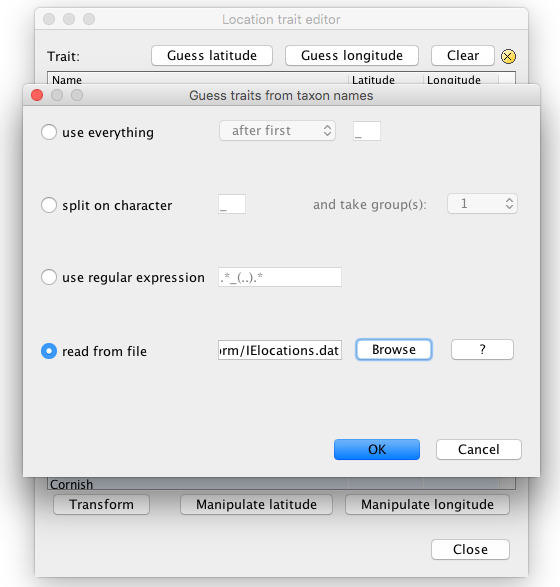 Location trait editor
Trait: Guess latitude Guess longitude Clear
Name Latitude Longitude
Guess traits from taxon names
use everything after first _
split on character _ and take group(s): 1
use regular expression .*_(..).*
read from file orm/IElocations.dat Browse ?
OK Cancel
Cornish
Transform Manipulate latitude Manipulate longitude
Close